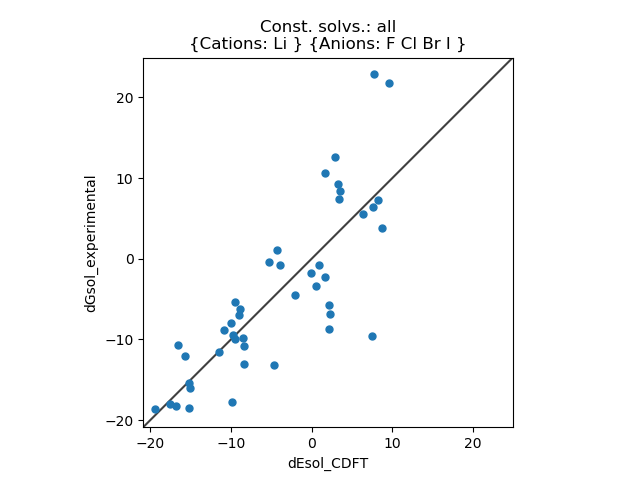 Const. solvs.: all
{Cations: Li } {Anions: F Cl Br I }
dGsol_experimental
20
10
0
−10
−20
−20
−10
0
10
20
dEsol_CDFT